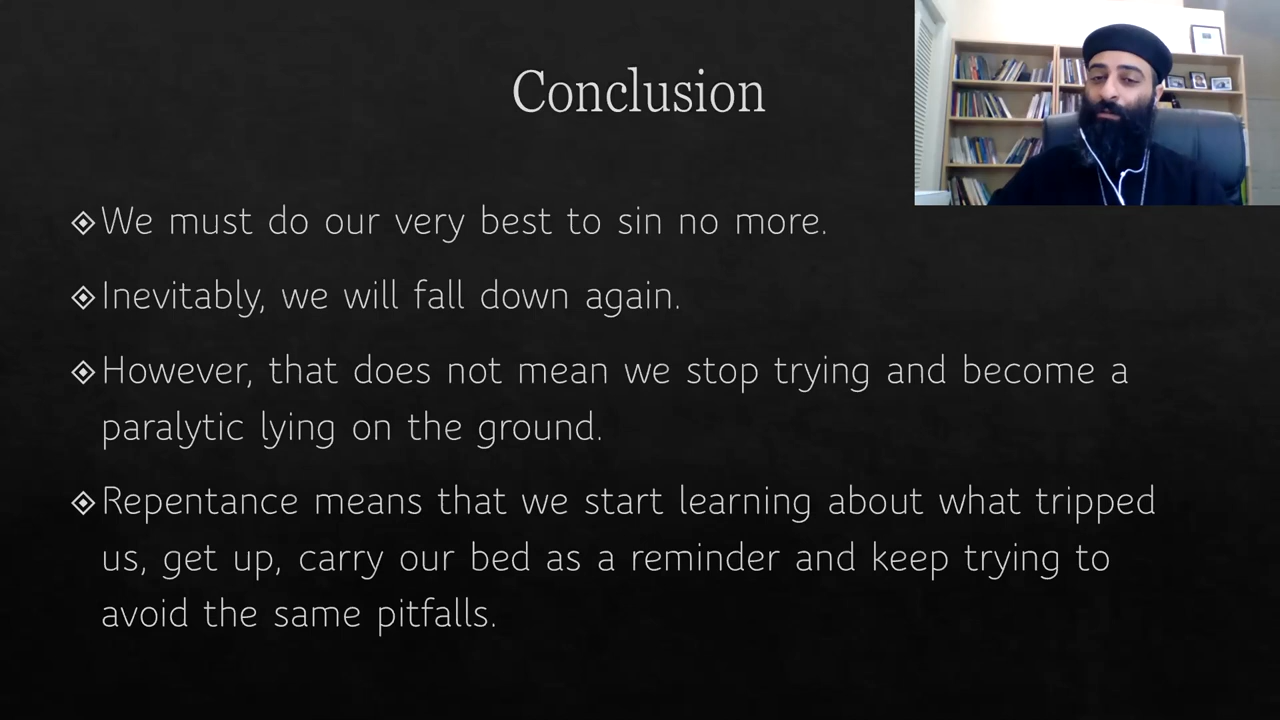 Conclusion
We must do our very best to sin no more.
Inevitably, we will fall down again.
However, that does not mean we stop trying and become a
paralytic lying on the ground.
Repentance means that we start learning about what tripped
us, get up, carry our bed as a reminder and keep trying to
avoid the same pitfalls.